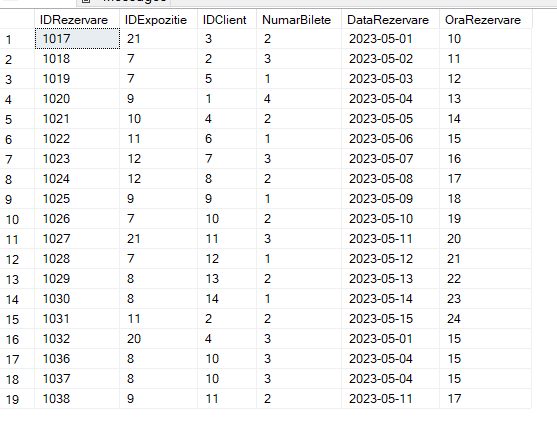 Messages
IDRezervare IDExpozitie IDClient NumarBilete DataRezervare OraRezervare
1 1017 21 3 2 2023-05-01 10
2 1018 7 2 3 2023-05-02 11
3 1019 7 5 1 2023-05-03 12
4 1020 9 1 4 2023-05-04 13
5 1021 10 4 2 2023-05-05 14
6 1022 11 6 1 2023-05-06 15
7 1023 12 7 3 2023-05-07 16
8 1024 12 8 2 2023-05-08 17
9 1025 9 9 1 2023-05-09 18
10 1026 7 10 2 2023-05-10 19
11 1027 21 11 3 2023-05-11 20
12 1028 7 12 1 2023-05-12 21
13 1029 8 13 2 2023-05-13 22
14 1030 8 14 1 2023-05-14 23
15 1031 11 2 2 2023-05-15 24
16 1032 20 4 3 2023-05-01 15
17 1036 8 10 3 2023-05-04 15
18 1037 8 10 3 2023-05-04 15
19 1038 9 11 2 2023-05-11 17